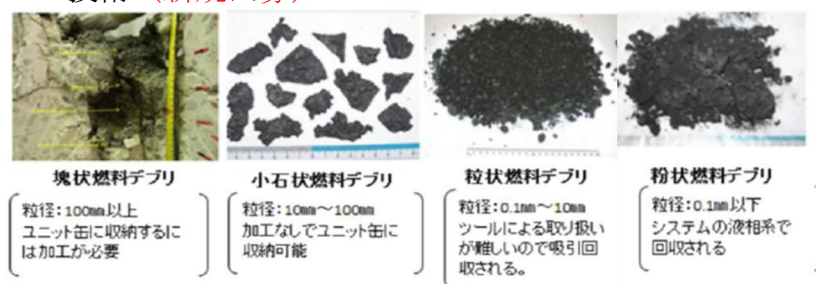 塊状燃料デブリ
粒径:100mm以上
ユニット缶に収納するに
は加工が必要
小石状燃料デブリ
粒径:10mm~100mm
加工なしでユニット缶に
収納可能
粒状燃料デブリ
粒径:0.1mm~10mm
ツールによる取り扱い
が難しいので吸引回
収される。
粉状燃料デブリ
粒径:0.1mm以下
システムの液相系で
回収される